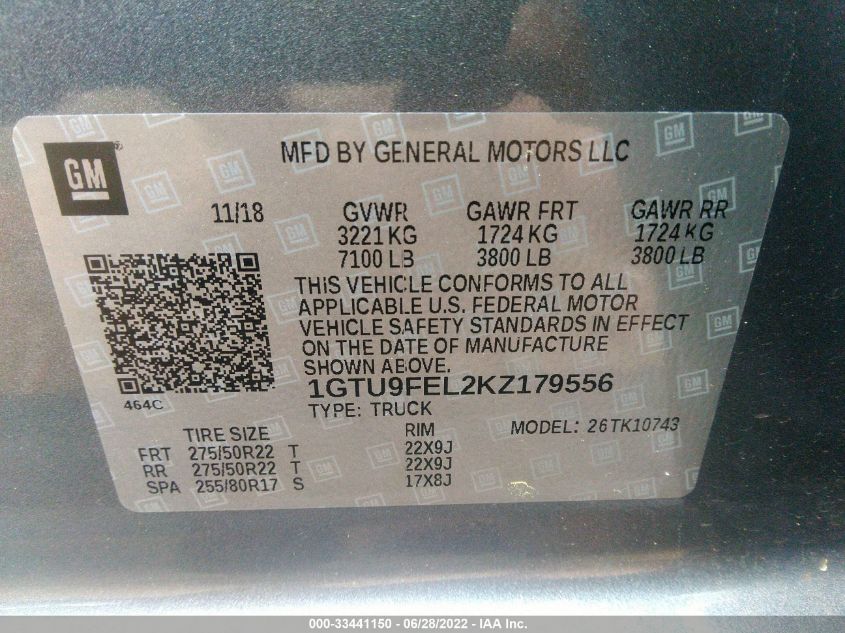 GM
MFD BY GENERAL MOTORS LLC
11/18 GVWR GAWR FRT GAWR RR
3221 KG 1724 KG 1724 KG
7100 LB 3800 LB 3800 LB
THIS VEHICLE CONFORMS TO ALL
APPLICABLE U.S. FEDERAL MOTOR
VEHICLE SAFETY STANDARDS IN EFFECT
ON THE DATE OF MANUFACTURE
SHOWN ABOVE.
1GTU9FEL2KZ179556
464C
TYPE: TRUCK
MODEL: 26TK10743
TIRE SIZE RIM
FRT 275/50R22 T 22X9J
RR 275/50R22 T 22X9J
SPA 255/80R17 S 17X8J
000-33441150 - 06/28/2022 - IAA Inc.